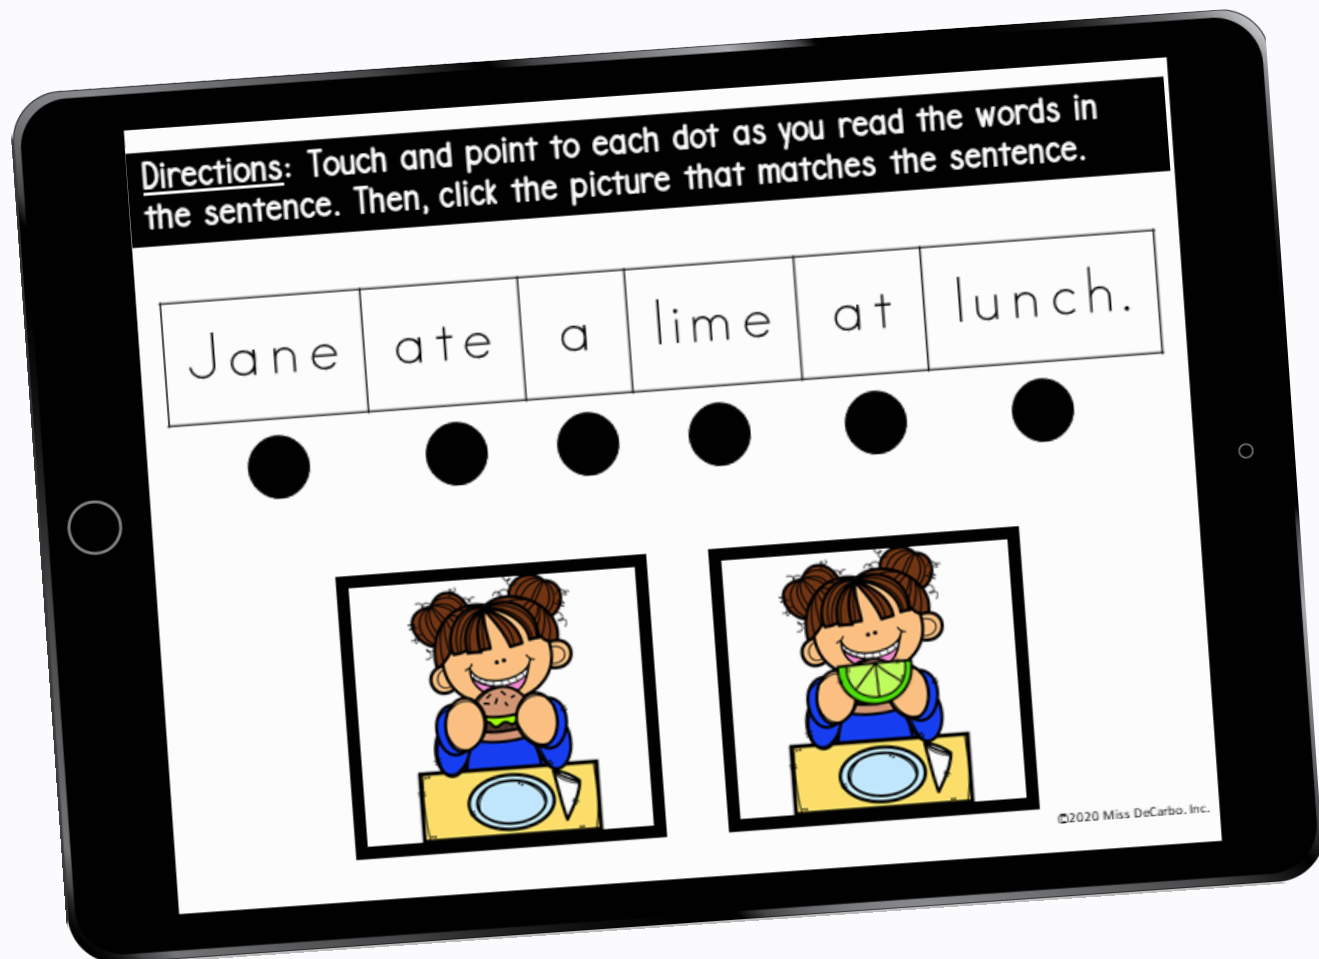 Directions: Touch and point to each dot as you read the words in
the sentence. Then, click the picture that matches the sentence.
Jane ate a lime at lunch.
©2020 Miss DeCarbo, Inc.